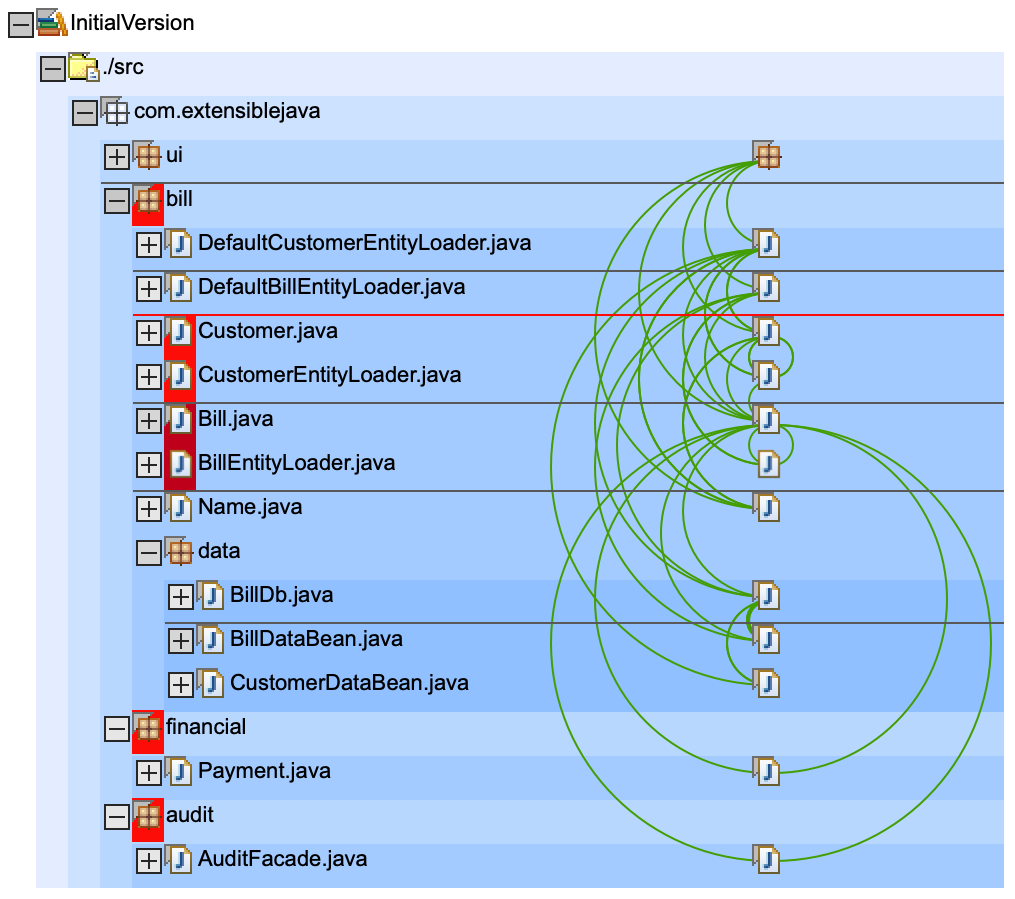 InitialVersion
./src
com.extensiblejava
ui
bill
DefaultCustomerEntityLoader.java
DefaultBillEntityLoader.java
Customer.java
CustomerEntityLoader.java
Bill.java
BillEntityLoader.java
Name.java
data
BillDb.java
BillDataBean.java
CustomerDataBean.java
financial
Payment.java
audit
AuditFacade.java